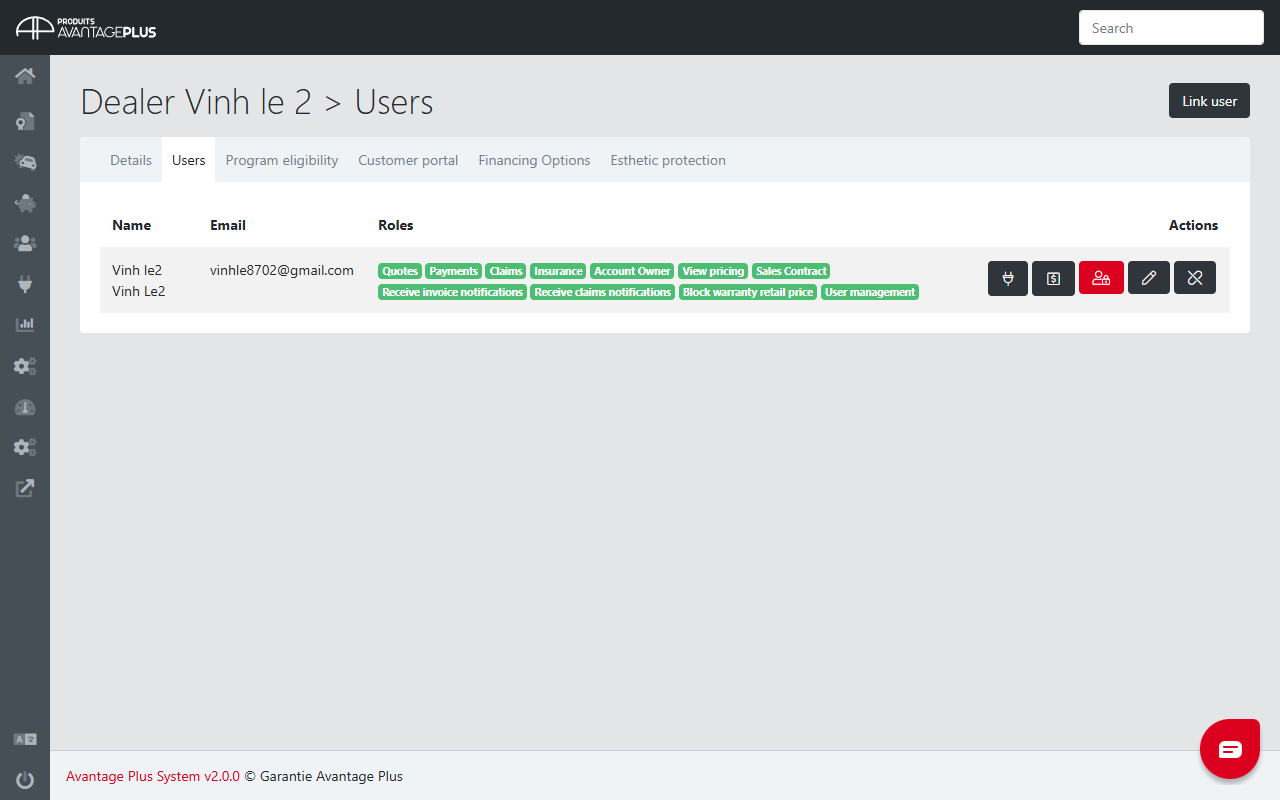 PRODUITS
AVANTAGEPLUS
Search
Dealer Vinh le 2 > Users
Link user
Details Users Program eligibility Customer portal Financing Options Esthetic protection
Name Email Roles Actions
Vinh le2 vinhle8702@gmail.com Quotes Payments Claims Insurance Account Owner View pricing Sales Contract
Vinh Le2 Receive invoice notifications Receive claims notifications Block warranty retail price User management
Avantage Plus System v2.0.0 © Garantie Avantage Plus